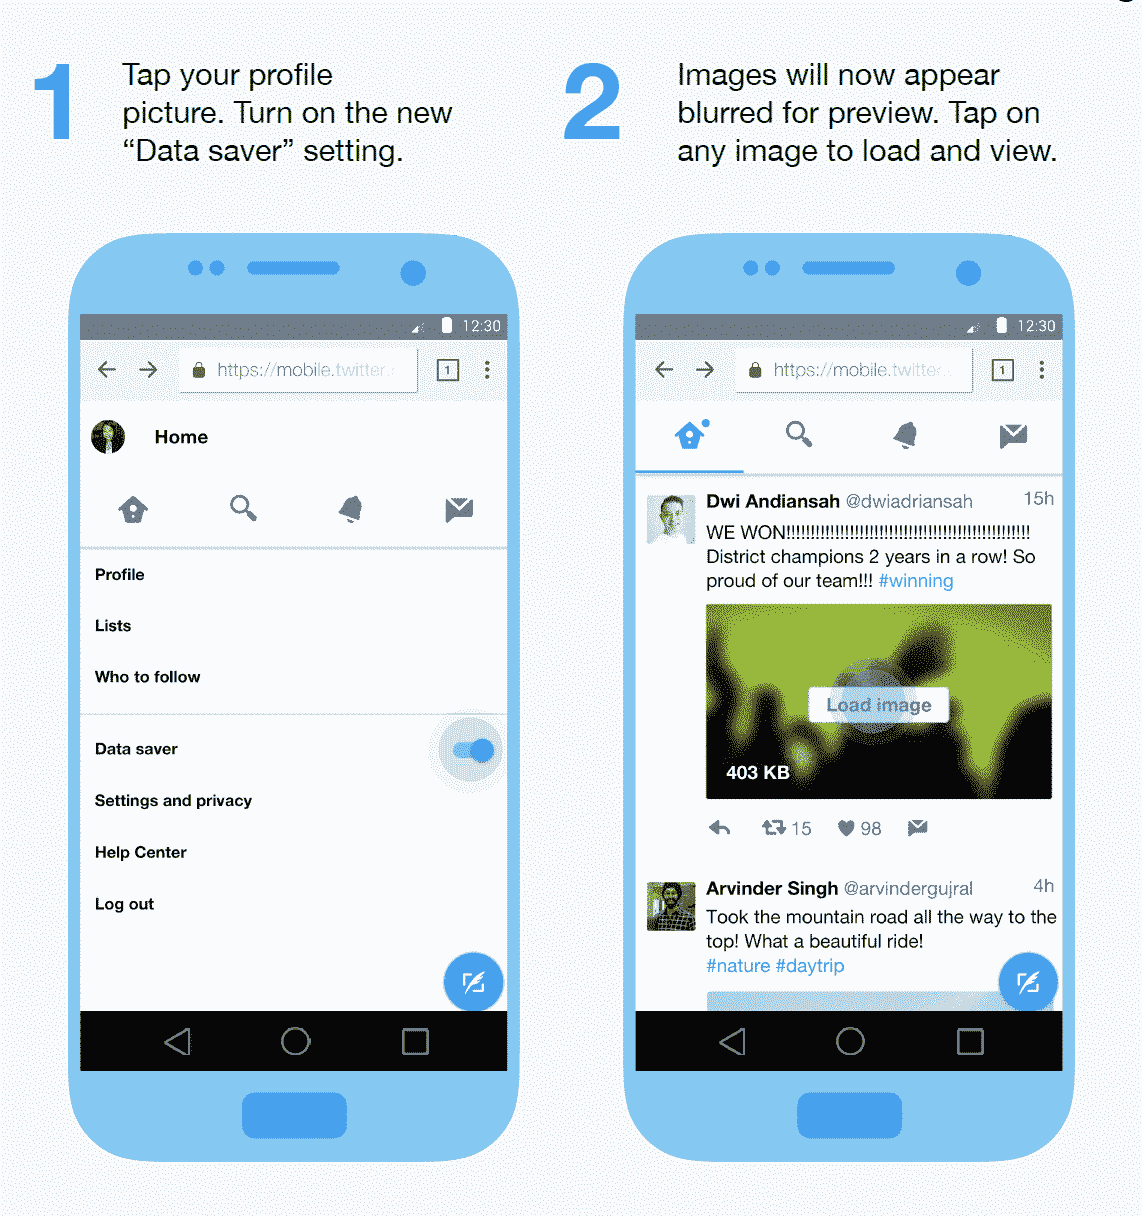 1
Tap your profile
picture. Turn on the new
“Data saver” setting.
2
Images will now appear
blurred for preview. Tap on
any image to load and view.
12:30
https://mobile.twitter
1
Home
Profile
Lists
Who to follow
Data saver
Settings and privacy
Help Center
Log out
12:30
https://mobile.twitter...
1
Dwi Andiansah @dwiadriansah 15h
WE WON!!!!!!!!!!!!!!!!!!!!!!!!!!!!!!!!!!!!!!!!!!!!!!!!!!
District champions 2 years in a row! So
proud of our team!!! #winning
Load image
403 KB
15 98
Arvinder Singh @arvindergujral 4h
Took the mountain road all the way to the
top! What a beautiful ride!
#nature #daytrip